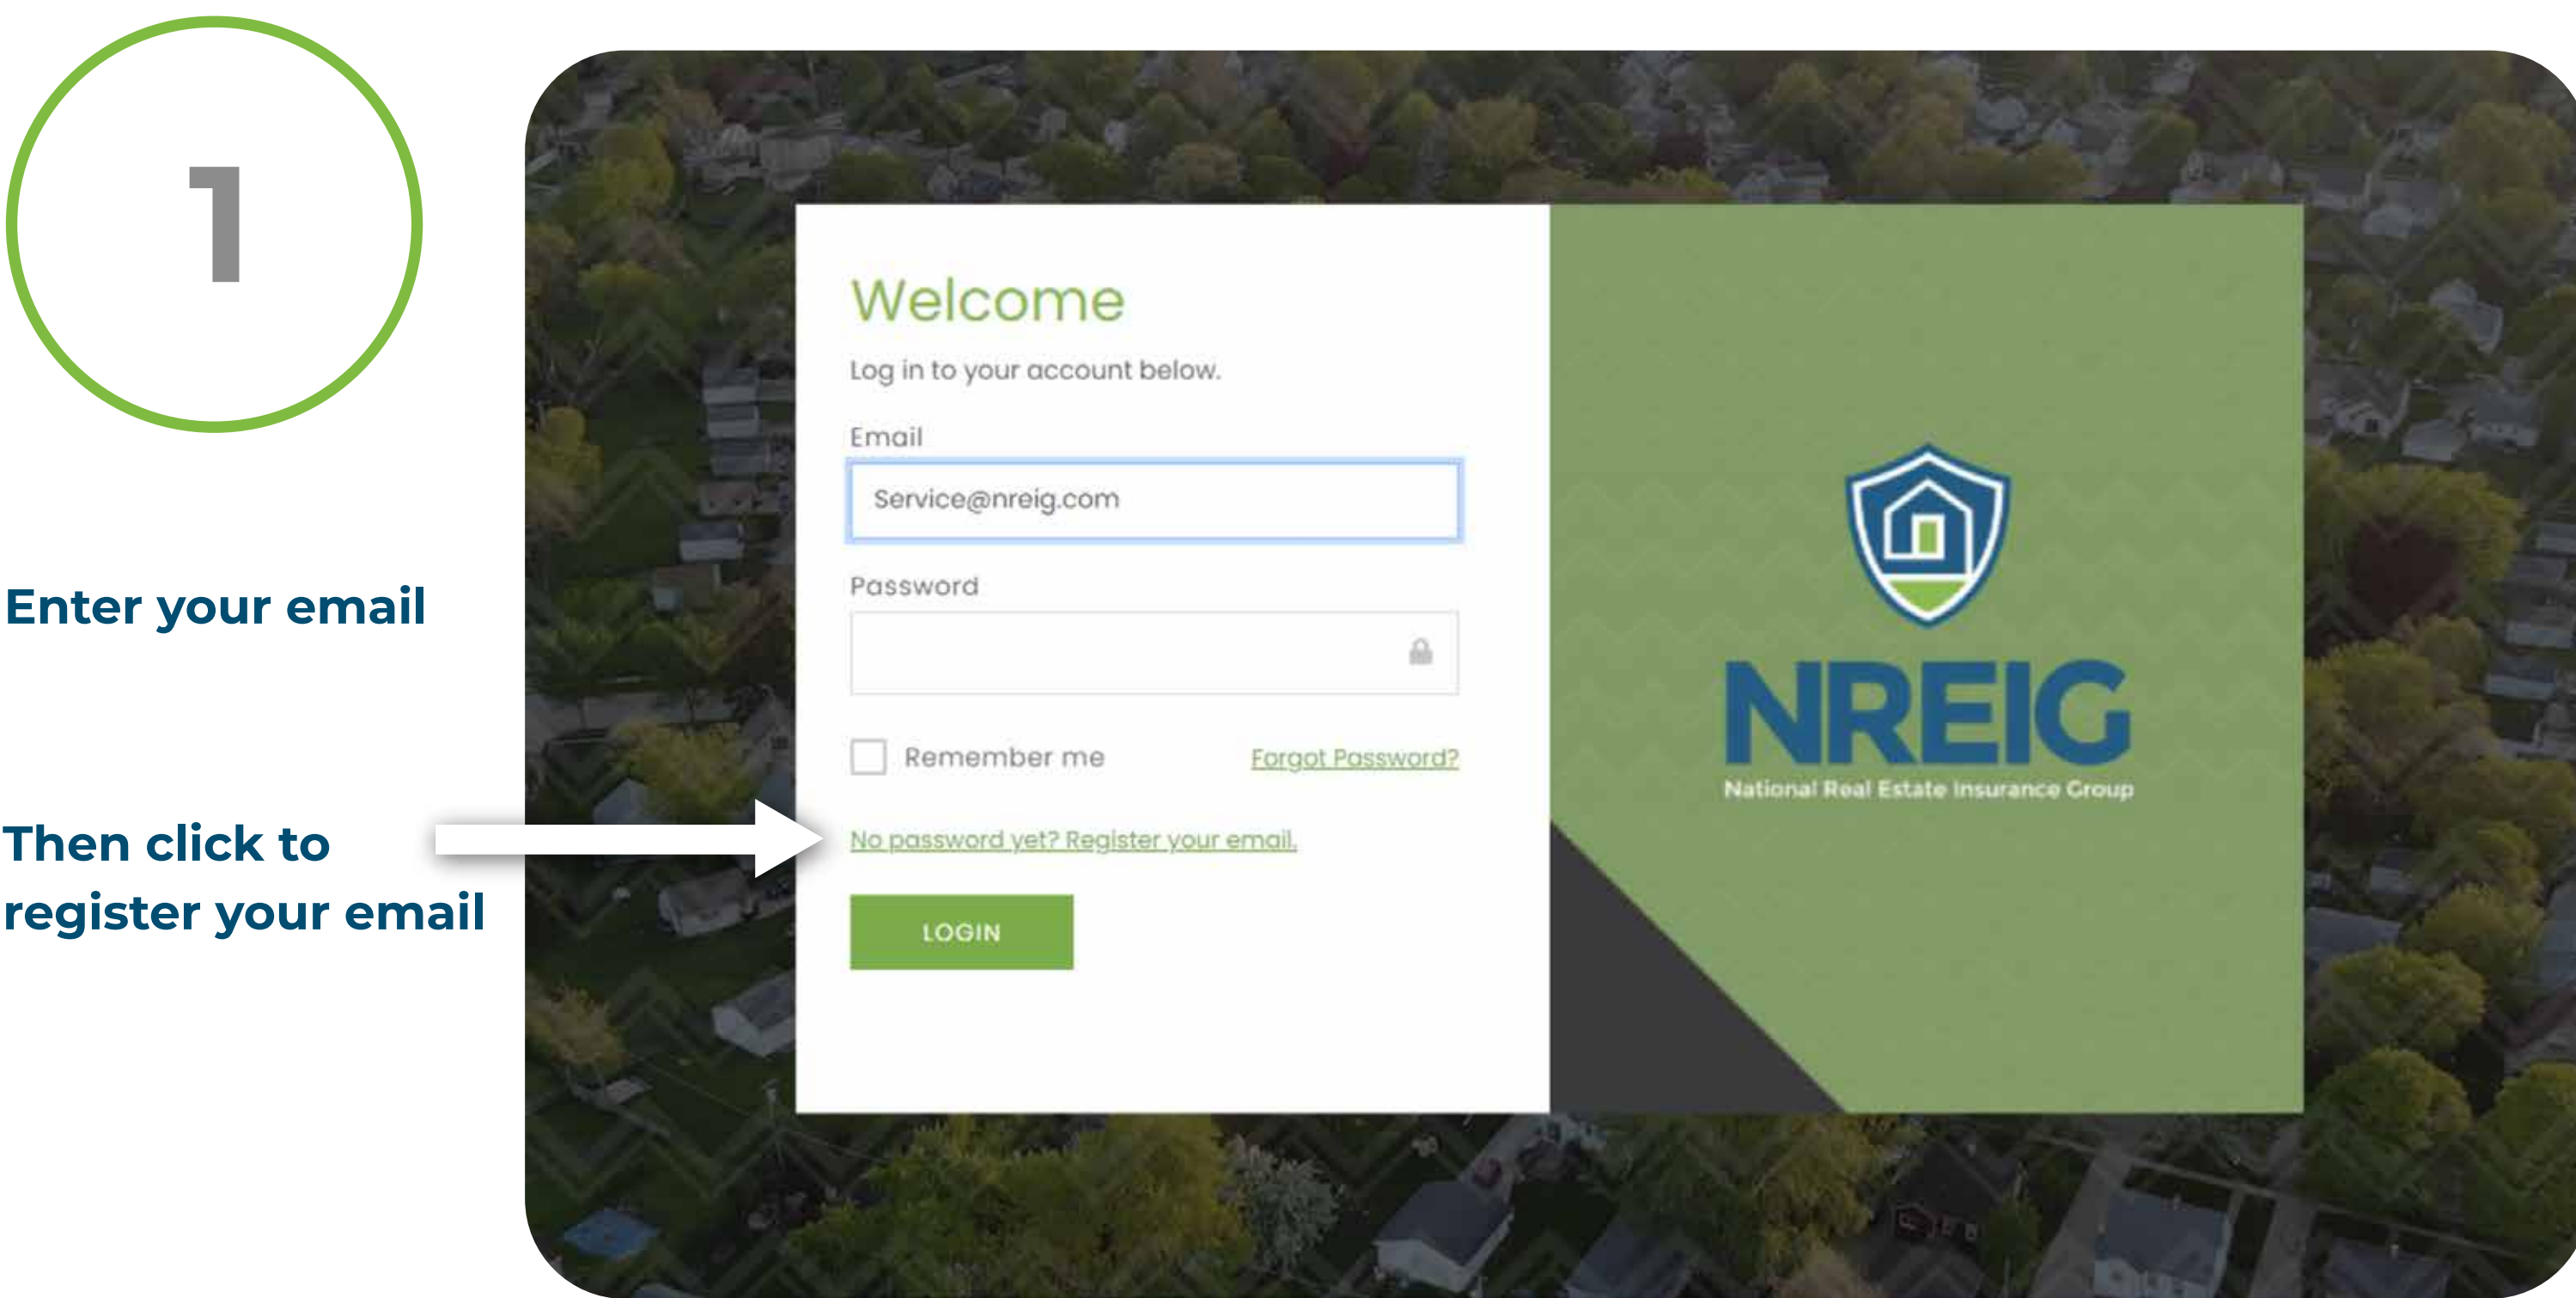 1
Enter your email
Then click to
register your email
Welcome
Log in to your account below.
Email
Service@nreig.com
Password
Remember me
Forgot Password?
No password yet? Register your email.
LOGIN
NREIG
National Real Estate Insurance Group